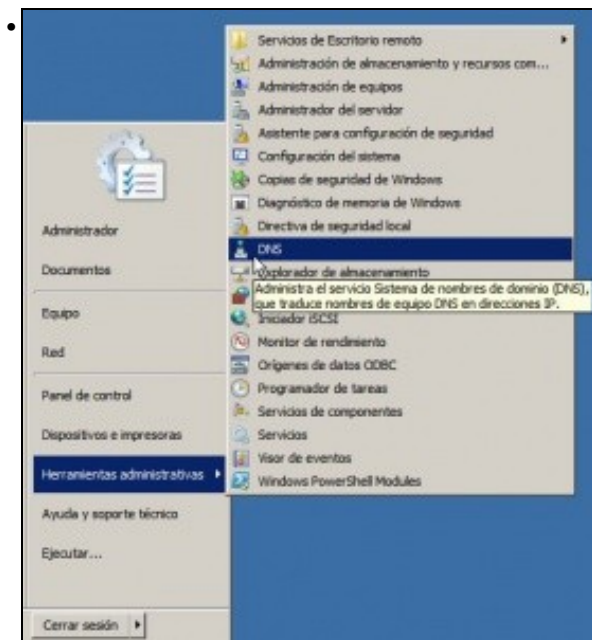 Servicios de Escritorio remoto
Administración de almacenamiento y recursos com...
Administración de equipos
Administrador del servidor
Asistente para configuración de seguridad
Configuración del sistema
Copias de seguridad de Windows
Diagnóstico de memoria de Windows
Directiva de seguridad local
DNS
Explorador de almacenamiento
Administra el servicio Sistema de nombres de dominio (DNS),
que traduce nombres de equipo DNS en direcciones IP.
Iniciador iSCSI
Monitor de rendimiento
Orígenes de datos ODBC
Programador de tareas
Servicios de componentes
Servicios
Visor de eventos
Windows PowerShell Modules
Administrador
Documentos
Equipo
Red
Panel de control
Dispositivos e impresoras
Herramientas administrativas
Ayuda y soporte técnico
Ejecutar...
Cerrar sesión